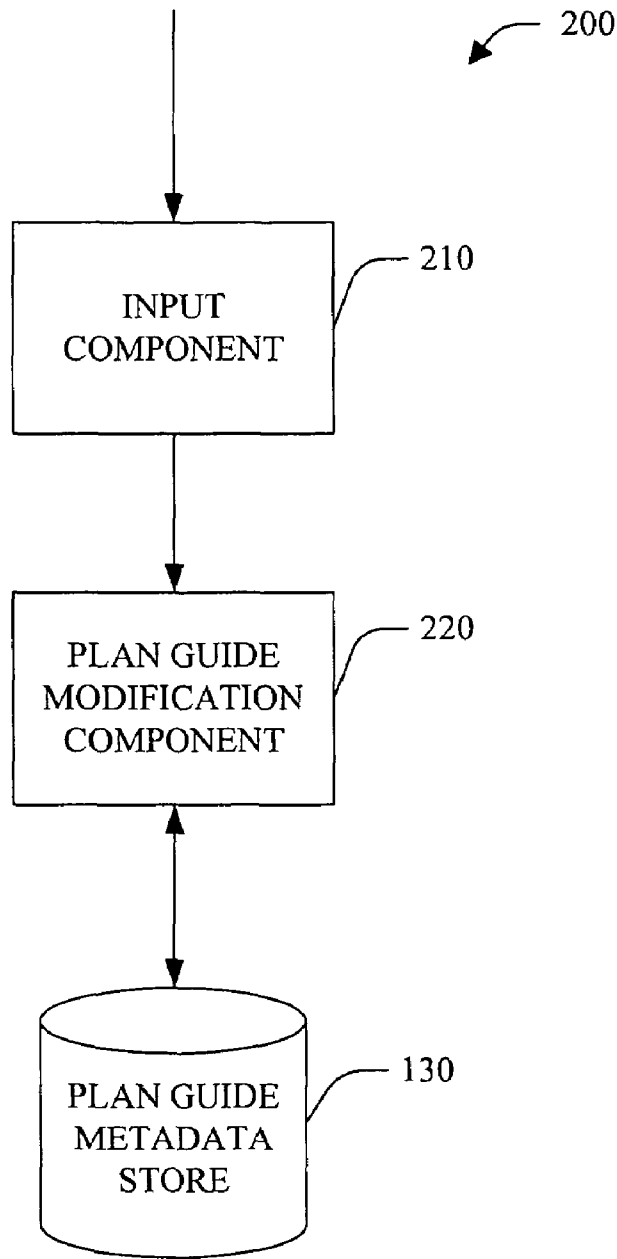 200
INPUT
COMPONENT
210
PLAN GUIDE
MODIFICATION
COMPONENT
220
PLAN GUIDE
METADATA
STORE
130